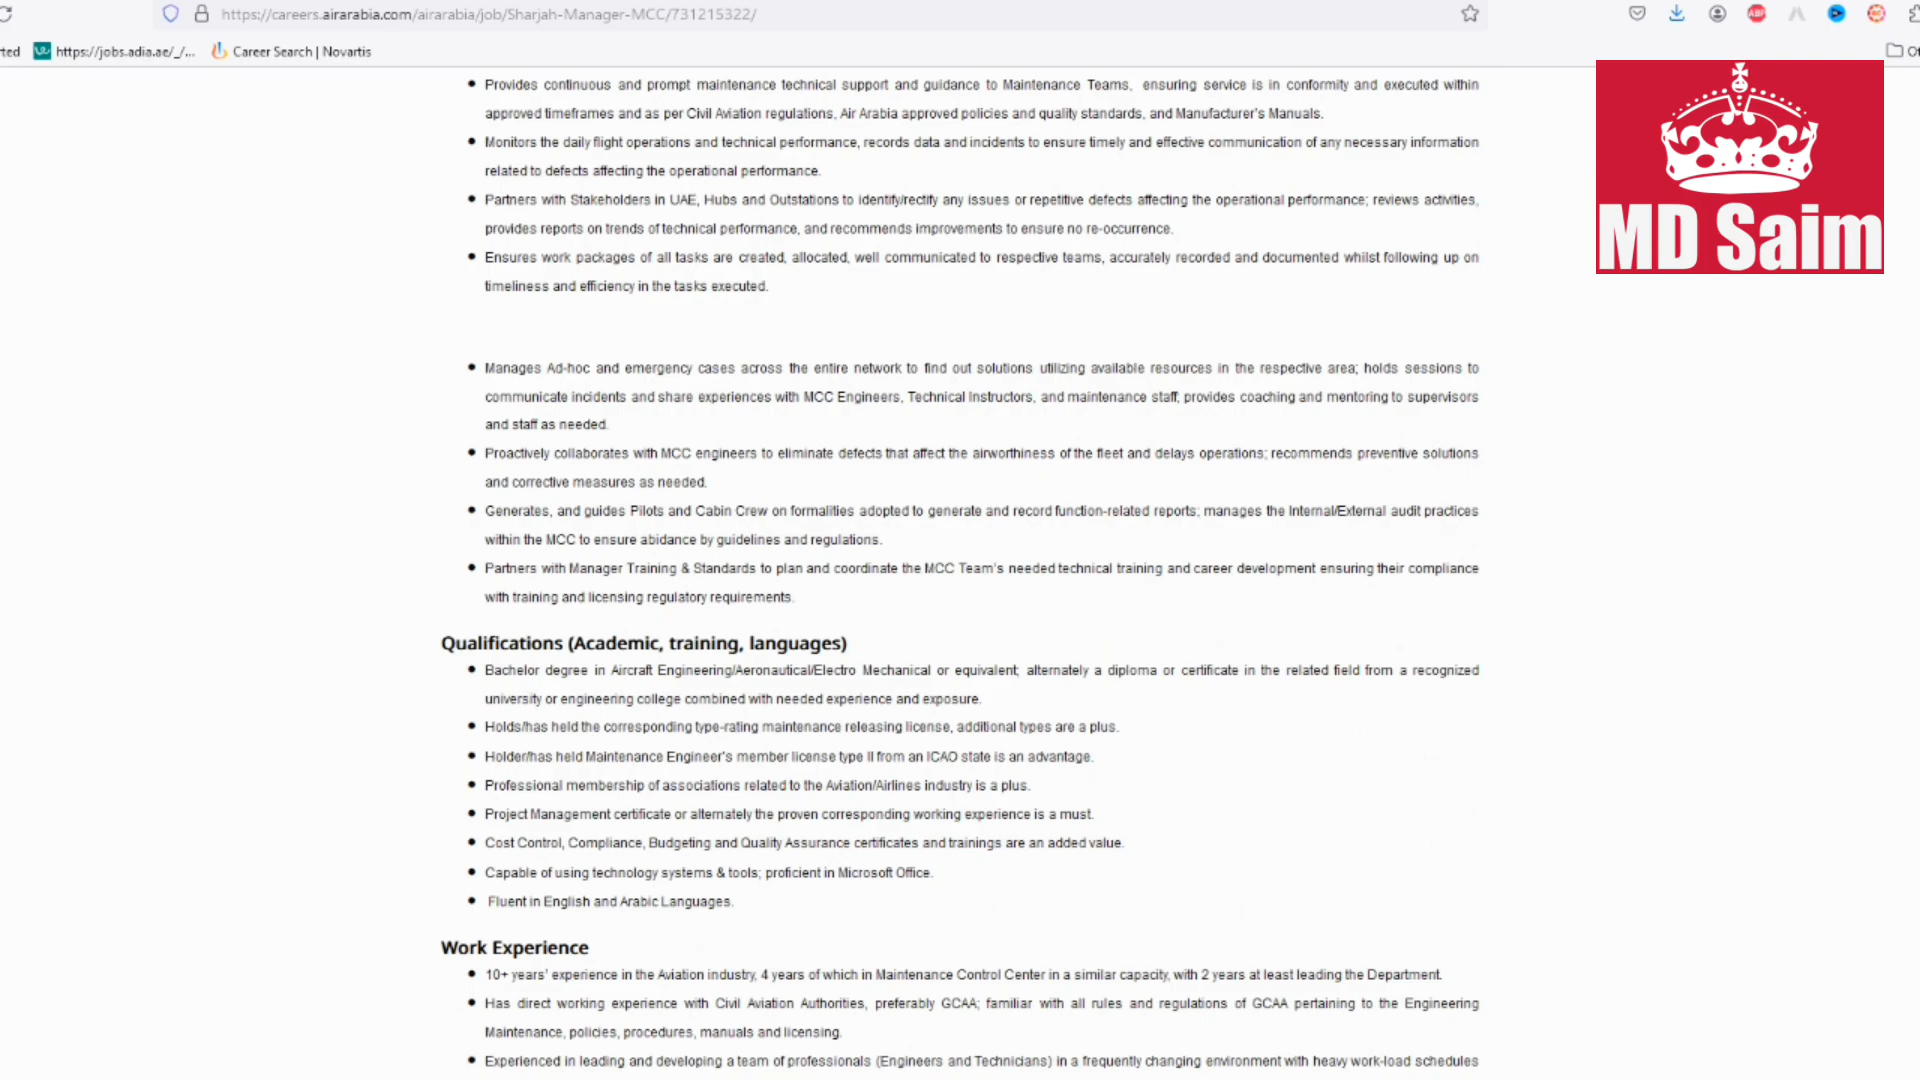 https://careers.airarabia.com/airarabia/job/Sharjah-Manager-MCC/731215322/
ABP
https://jobs.adia.ae/_/...
Career Search | Novartis
Provides continuous and prompt maintenance technical support and guidance to Maintenance Teams, ensuring service is in conformity and executed within
approved timeframes and as per Civil Aviation regulations, Air Arabia approved policies and quality standards, and Manufacturer's Manuals.
Monitors the daily flight operations and technical performance, records data and incidents to ensure timely and effective communication of any necessary information
related to defects affecting the operational performance.
Partners with Stakeholders in UAE, Hubs and Outstations to identify/rectify any issues or repetitive defects affecting the operational performance; reviews activities,
provides reports on trends of technical performance, and recommends improvements to ensure no re-occurrence.
Ensures work packages of all tasks are created, allocated, well communicated to respective teams, accurately recorded and documented whilst following up on
timeliness and efficiency in the tasks executed.
MD Saim
Manages Ad-hoc and emergency cases across the entire network to find out solutions utilizing available resources in the respective area; holds sessions to
communicate incidents and share experiences with MCC Engineers, Technical Instructors, and maintenance staff; provides coaching and mentoring to supervisors
and staff as needed.
Proactively collaborates with MCC engineers to eliminate defects that affect the airworthiness of the fleet and delays operations; recommends preventive solutions
and corrective measures as needed.
Generates, and guides Pilots and Cabin Crew on formalities adopted to generate and record function-related reports; manages the Internal/External audit practices
within the MCC to ensure abidance by guidelines and regulations.
Partners with Manager Training & Standards to plan and coordinate the MCC Team's needed technical training and career development ensuring their compliance
with training and licensing regulatory requirements.
Qualifications (Academic, training, languages)
Bachelor degree in Aircraft Engineering/Aeronautical/Electro Mechanical or equivalent; alternately a diploma or certificate in the related field from a recognized
university or engineering college combined with needed experience and exposure.
Holds/has held the corresponding type-rating maintenance releasing license, additional types are a plus.
Holder/has held Maintenance Engineer's member license type II from an ICAO state is an advantage.
Professional membership of associations related to the Aviation/Airlines industry is a plus.
Project Management certificate or alternately the proven corresponding working experience is a must.
Cost Control, Compliance, Budgeting and Quality Assurance certificates and trainings are an added value.
Capable of using technology systems & tools; proficient in Microsoft Office.
Fluent in English and Arabic Languages.
Work Experience
10+ years' experience in the Aviation industry, 4 years of which in Maintenance Control Center in a similar capacity, with 2 years at least leading the Department.
Has direct working experience with Civil Aviation Authorities, preferably GCAA; familiar with all rules and regulations of GCAA pertaining to the Engineering
Maintenance, policies, procedures, manuals and licensing.
Experienced in leading and developing a team of professionals (Engineers and Technicians) in a frequently changing environment with heavy work-load schedules